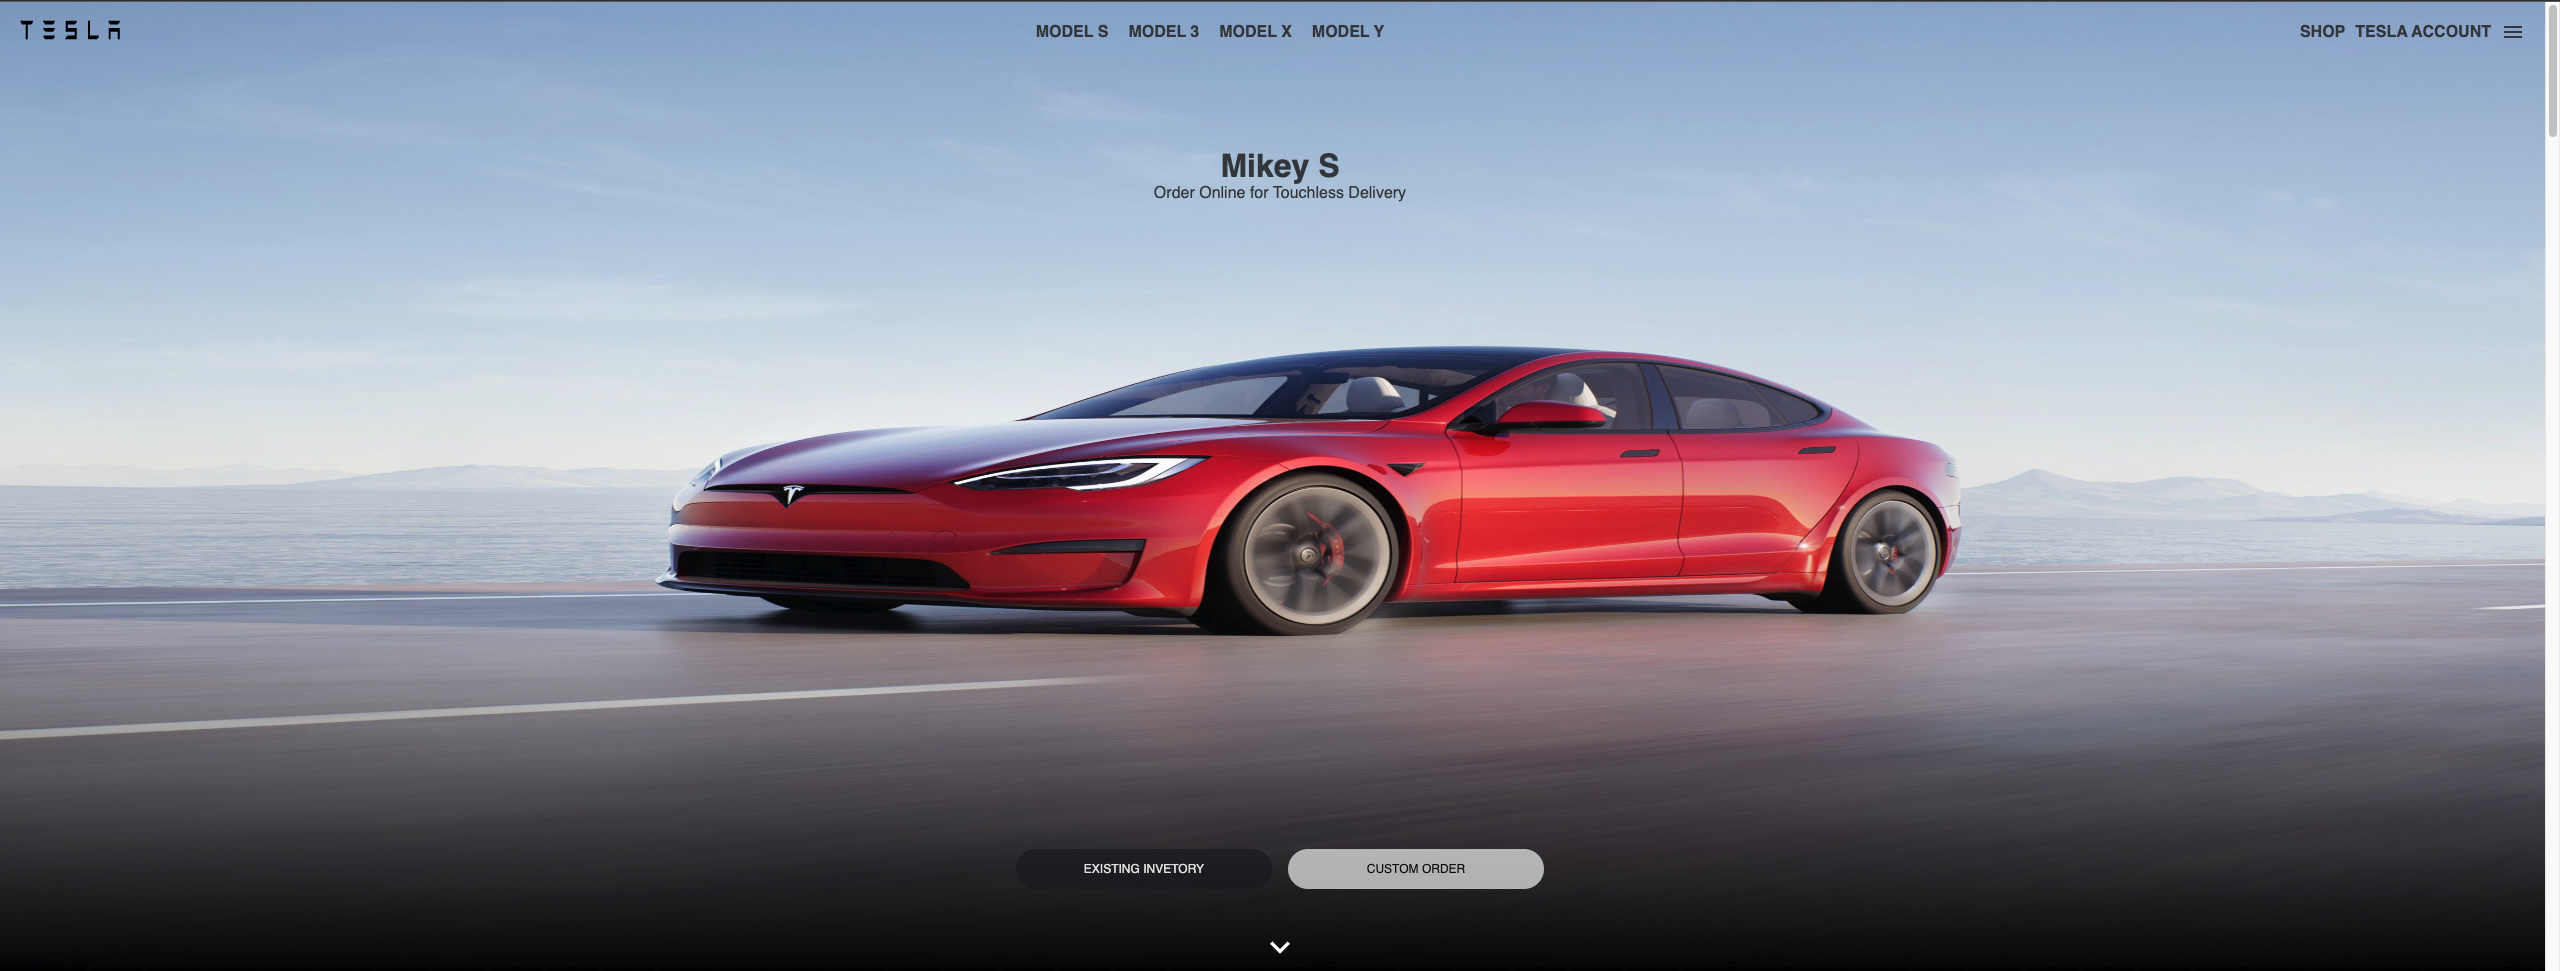 TESLA
MODEL S MODEL 3 MODEL X MODEL Y
SHOP TESLA ACCOUNT
Mikey S
Order Online for Touchless Delivery
EXISTING INVETORY
CUSTOM ORDER